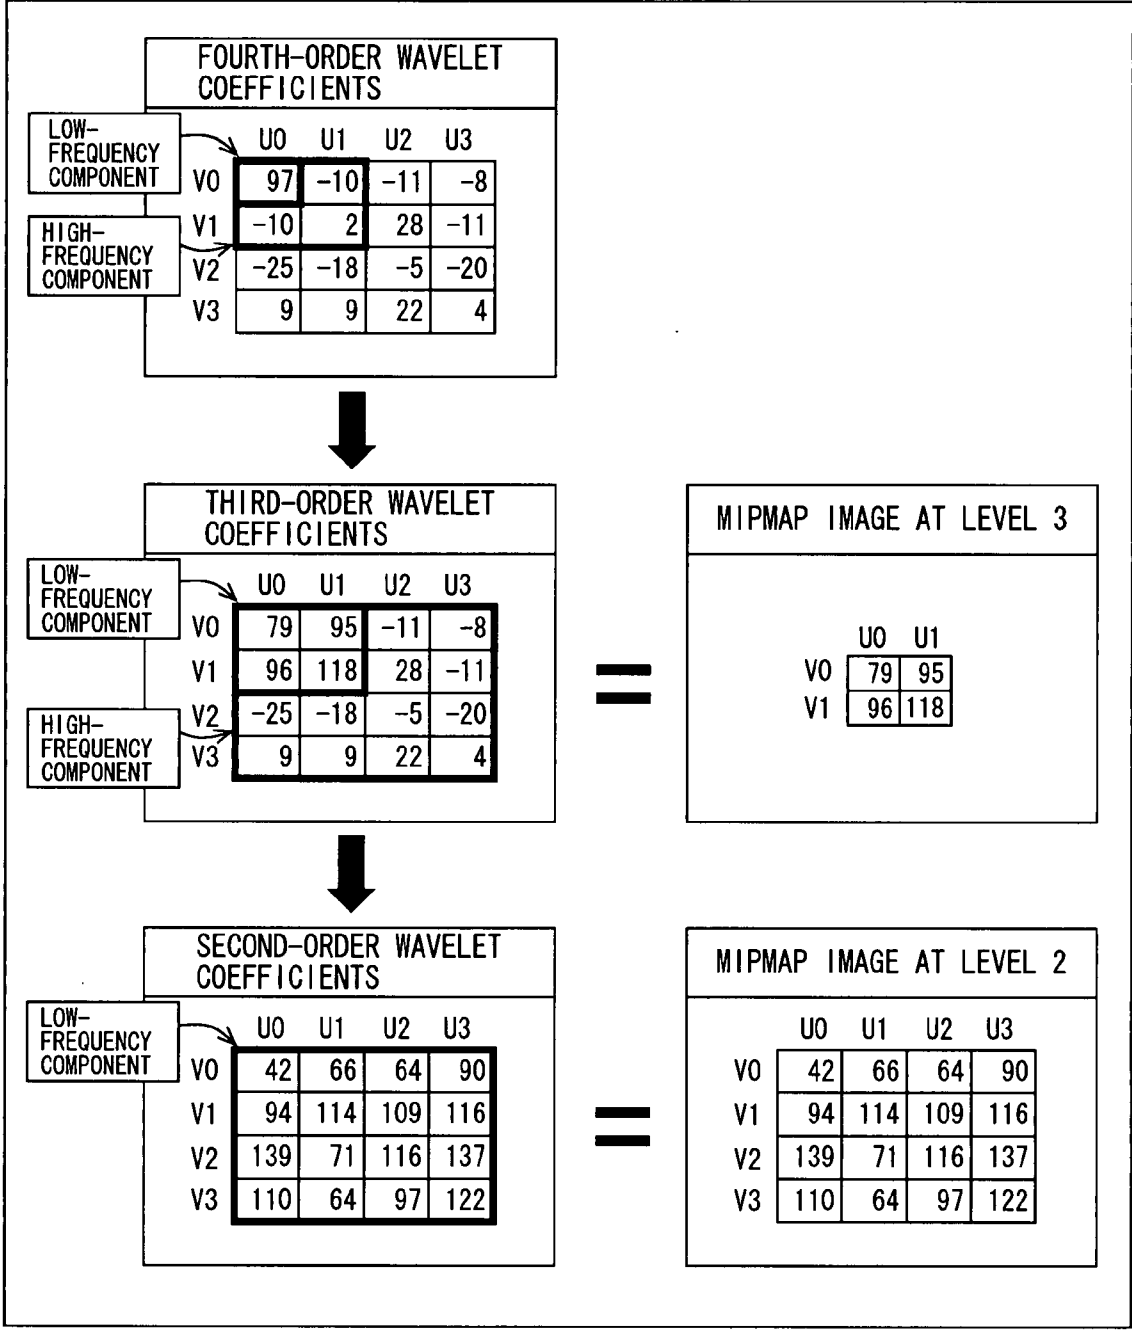 FOURTH-ORDER WAVELET
COEFFICIENTS
LOW-
FREQUENCY
COMPONENT
HIGH-
FREQUENCY
COMPONENT
U0 U1 U2 U3
V0 97 -10 -11 -8
V1 -10 2 28 -11
V2 -25 -18 -5 -20
V3 9 9 22 4
THIRD-ORDER WAVELET
COEFFICIENTS
LOW-
FREQUENCY
COMPONENT
HIGH-
FREQUENCY
COMPONENT
U0 U1 U2 U3
V0 79 95 -11 -8
V1 96 118 28 -11
V2 -25 -18 -5 -20
V3 9 9 22 4
MIPMAP IMAGE AT LEVEL 3
U0 U1
V0 79 95
V1 96 118
SECOND-ORDER WAVELET
COEFFICIENTS
LOW-
FREQUENCY
COMPONENT
U0 U1 U2 U3
V0 42 66 64 90
V1 94 114 109 116
V2 139 71 116 137
V3 110 64 97 122
MIPMAP IMAGE AT LEVEL 2
U0 U1 U2 U3
V0 42 66 64 90
V1 94 114 109 116
V2 139 71 116 137
V3 110 64 97 122